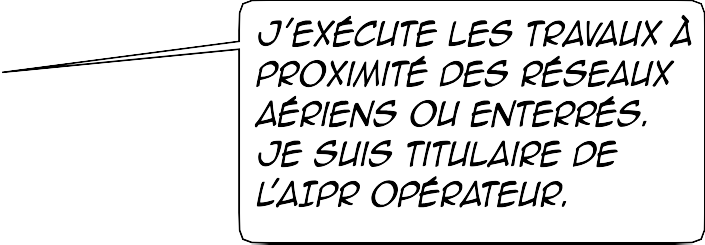 J'EXÉCUTE LES TRAVAUX À
PROXIMITÉ DES RÉSEAUX
AÉRIENS OU ENTERRÉS.
JE SUIS TITULAIRE DE
L'AIPR OPÉRATEUR.